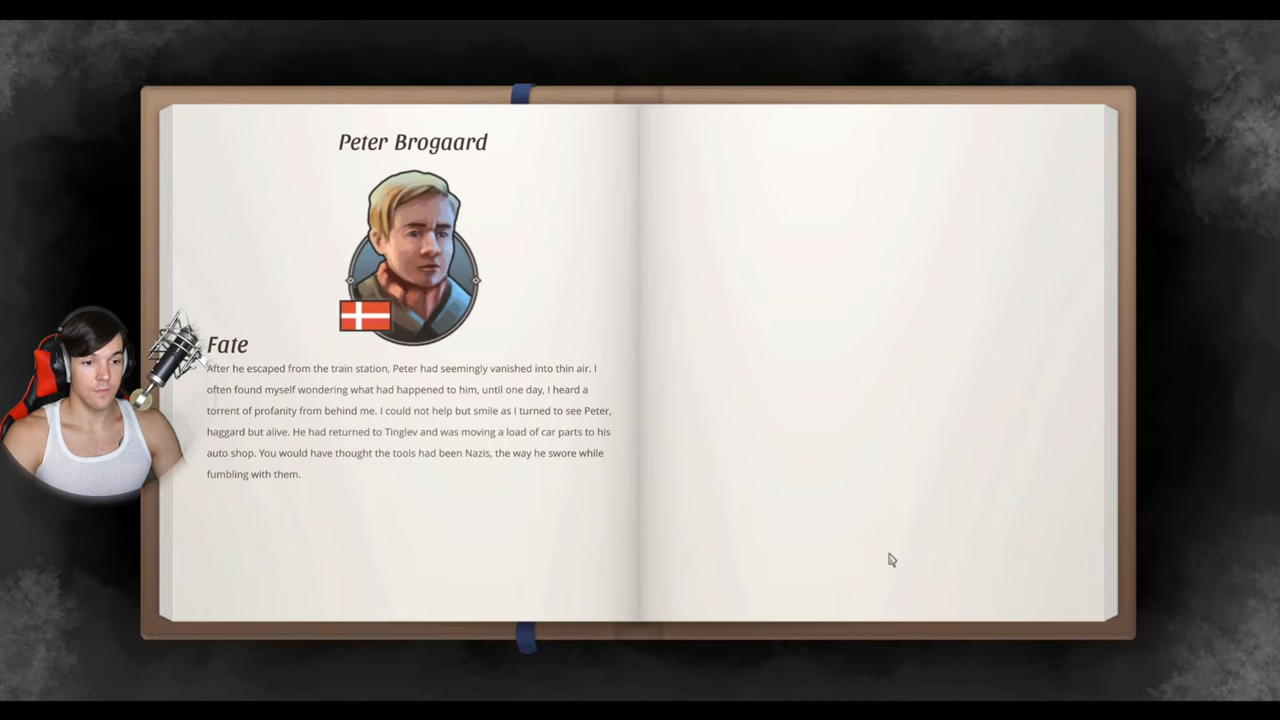 Peter Brogaard
Fate
After he escaped from the train station, Peter had seemingly vanished into thin air. I
often found myself wondering what had happened to him, until one day, I heard a
torrent of profanity from behind me. I could not help but smile as I turned to see Peter,
haggard but alive. He had returned to Tinglev and was moving a load of car parts to his
auto shop. You would have thought the tools had been Nazis, the way he swore while
fumbling with them.